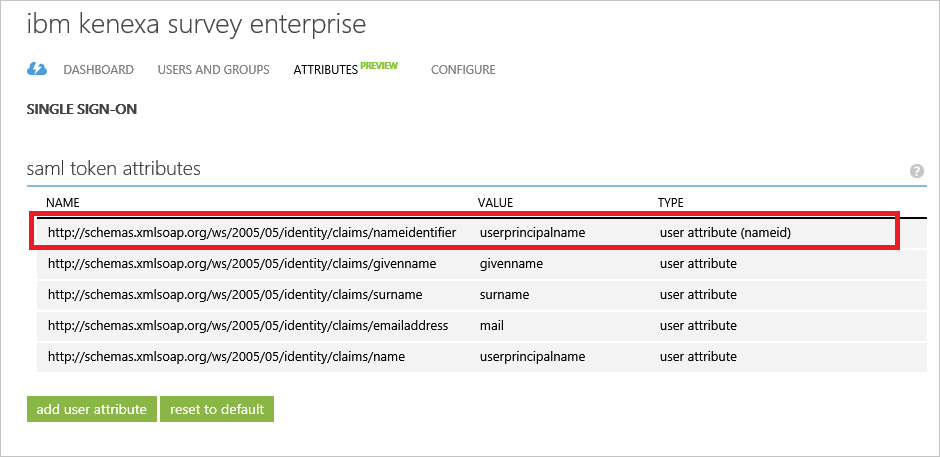 ibm kenexa survey enterprise
DASHBOARD USERS AND GROUPS ATTRIBUTES PREVIEW CONFIGURE
SINGLE SIGN-ON
saml token attributes ?
NAME VALUE TYPE
http://schemas.xmlsoap.org/ws/2005/05/identity/claims/nameidentifier userprincipalname user attribute (nameid)
http://schemas.xmlsoap.org/ws/2005/05/identity/claims/givenname givenname user attribute
http://schemas.xmlsoap.org/ws/2005/05/identity/claims/surname surname user attribute
http://schemas.xmlsoap.org/ws/2005/05/identity/claims/emailaddress mail user attribute
http://schemas.xmlsoap.org/ws/2005/05/identity/claims/name userprincipalname user attribute
add user attribute reset to default